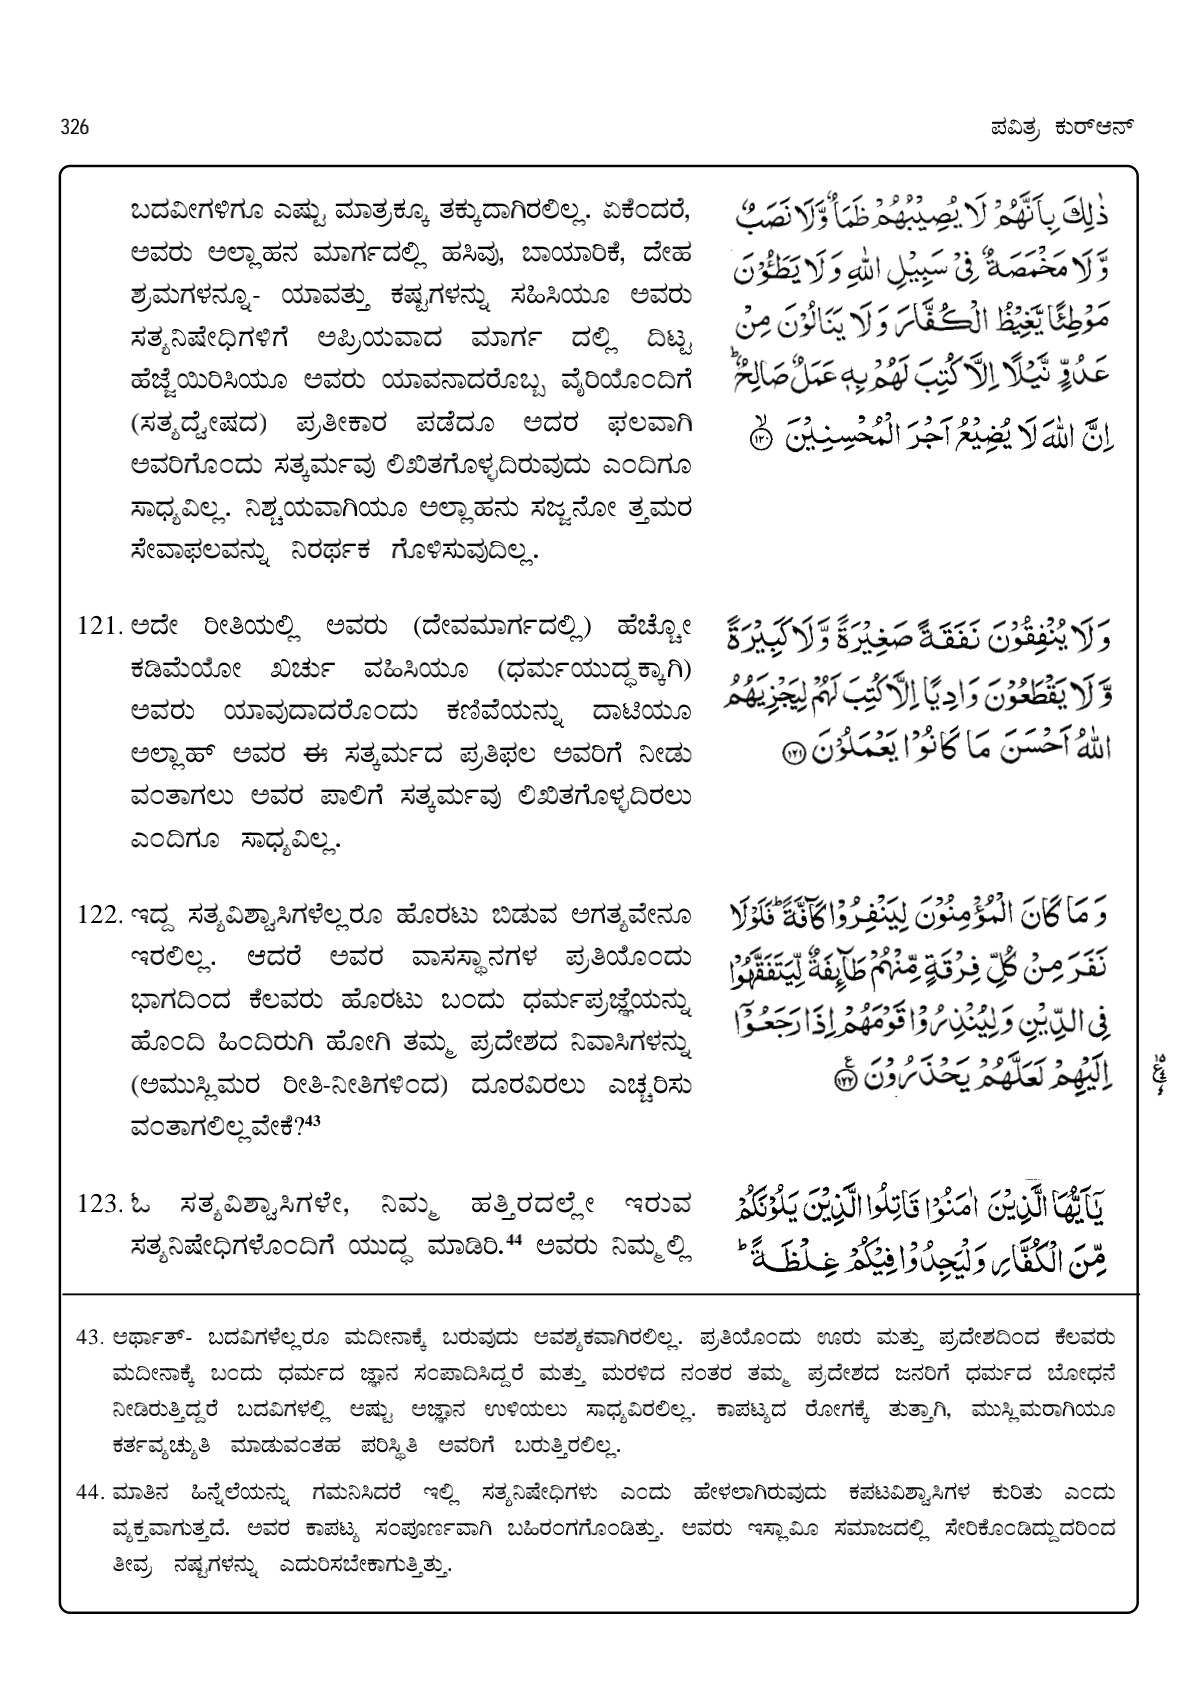 326
ಪವಿತ್ರ ಕುರ್‌ಆನ್
ಬದವೀಗಳಿಗೂ ಎಷ್ಟು ಮಾತ್ರಕ್ಕೂ ತಕ್ಕುದಾಗಿರಲಿಲ್ಲ. ಏಕೆಂದರೆ,
ಅವರು ಅಲ್ಲಾಹನ ಮಾರ್ಗದಲ್ಲಿ ಹಸಿವು, ಬಾಯಾರಿಕೆ, ದೇಹ
ಶ್ರಮಗಳನ್ನೂ- ಯಾವತ್ತು ಕಷ್ಟಗಳನ್ನು ಸಹಿಸಿಯೂ ಅವರು
ಸತ್ಯನಿಷೇಧಿಗಳಿಗೆ ಅಪ್ರಿಯವಾದ ಮಾರ್ಗ ದಲ್ಲಿ ದಿಟ್ಟ
ಹೆಜ್ಜೆಯಿರಿಸಿಯೂ ಅವರು ಯಾವನಾದರೊಬ್ಬ ವೈರಿಯೊಂದಿಗೆ
(ಸತ್ಯದ್ವೇಷದ) ಪ್ರತೀಕಾರ ಪಡೆದೂ ಅದರ ಫಲವಾಗಿ
ಅವರಿಗೊಂದು ಸತ್ಕರ್ಮವು ಲಿಖಿತಗೊಳ್ಳದಿರುವುದು ಎಂದಿಗೂ
ಸಾಧ್ಯವಿಲ್ಲ. ನಿಶ್ಚಯವಾಗಿಯೂ ಅಲ್ಲಾಹನು ಸಜ್ಜನೋ ತ್ತಮರ
ಸೇವಾಫಲವನ್ನು ನಿರರ್ಥಕ ಗೊಳಿಸುವುದಿಲ್ಲ.
ذٰلِكَ بِاَنَّهُمْ لَا يُصِيْبُهُمْ ظَمَاٌ وَّلَا نَصَبٌ
وَّلَا مَخْمَصَةٌ فِىْ سَبِيْلِ اللّٰهِ وَلَا يَطَـُٔوْنَ
مَوْطِئًا يَّغِيْظُ الْكُفَّارَ وَلَا يَنَالُوْنَ مِنْ
عَدُوٍّ نَّيْلًا اِلَّا كُتِبَ لَهُمْ بِهٖ عَمَلٌ صَالِحٌ ؕ
اِنَّ اللّٰهَ لَا يُضِيْعُ اَجْرَ الْمُحْسِنِيْنَ ۙ‏﴿۱۲۰﴾
121. ಅದೇ ರೀತಿಯಲ್ಲಿ ಅವರು (ದೇವಮಾರ್ಗದಲ್ಲಿ) ಹೆಚ್ಚೋ
ಕಡಿಮೆಯೋ ಖರ್ಚು ವಹಿಸಿಯೂ (ಧರ್ಮಯುದ್ಧಕ್ಕಾಗಿ)
ಅವರು ಯಾವುದಾದರೊಂದು ಕಣಿವೆಯನ್ನು ದಾಟಿಯೂ
ಅಲ್ಲಾಹ್ ಅವರ ಈ ಸತ್ಕರ್ಮದ ಪ್ರತಿಫಲ ಅವರಿಗೆ ನೀಡು
ವಂತಾಗಲು ಅವರ ಪಾಲಿಗೆ ಸತ್ಕರ್ಮವು ಲಿಖಿತಗೊಳ್ಳದಿರಲು
ಎಂದಿಗೂ ಸಾಧ್ಯವಿಲ್ಲ.
وَلَا يُنْفِقُوْنَ نَفَقَةً صَغِيْرَةً وَّلَا كَبِيْرَةً
وَّلَا يَقْطَعُوْنَ وَادِيًا اِلَّا كُتِبَ لَهُمْ لِيَجْزِيَهُمُ
اللّٰهُ اَحْسَنَ مَا كَانُوْا يَعْمَلُوْنَ ﴿۱۲۱﴾
122. ಇದ್ದ ಸತ್ಯವಿಶ್ವಾಸಿಗಳೆಲ್ಲರೂ ಹೊರಟು ಬಿಡುವ ಅಗತ್ಯವೇನೂ
ಇರಲಿಲ್ಲ. ಆದರೆ ಅವರ ವಾಸಸ್ಥಾನಗಳ ಪ್ರತಿಯೊಂದು
ಭಾಗದಿಂದ ಕೆಲವರು ಹೊರಟು ಬಂದು ಧರ್ಮಪ್ರಜ್ಞೆಯನ್ನು
ಹೊಂದಿ ಹಿಂದಿರುಗಿ ಹೋಗಿ ತಮ್ಮ ಪ್ರದೇಶದ ನಿವಾಸಿಗಳನ್ನು
(ಅಮುಸ್ಲಿಮರ ರೀತಿ-ನೀತಿಗಳಿಂದ) ದೂರವಿರಲು ಎಚ್ಚರಿಸು
ವಂತಾಗಲಿಲ್ಲವೇಕೆ?43
وَمَا كَانَ الْمُؤْمِنُوْنَ لِيَنْفِرُوْا كَآفَّةً ؕ فَلَوْلَا
نَفَرَ مِنْ كُلِّ فِرْقَةٍ مِّنْهُمْ طَآئِفَةٌ لِّيَتَفَقَّهُوْا
فِى الدِّيْنِ وَلِيُنْذِرُوْا قَوْمَهُمْ اِذَا رَجَعُوْۤا
اِلَيْهِمْ لَعَلَّهُمْ يَحْذَرُوْنَ ﴿۱۲۲﴾
123. ಓ ಸತ್ಯವಿಶ್ವಾಸಿಗಳೇ, ನಿಮ್ಮ ಹತ್ತಿರದಲ್ಲೇ ಇರುವ
ಸತ್ಯನಿಷೇಧಿಗಳೊಂದಿಗೆ ಯುದ್ಧ ಮಾಡಿರಿ.44 ಅವರು ನಿಮ್ಮಲ್ಲಿ
يٰۤاَيُّهَا الَّذِيْنَ اٰمَنُوْا قَاتِلُوا الَّذِيْنَ يَلُوْنَكُمْ
مِّنَ الْكُفَّارِ وَلْيَجِدُوْا فِيْكُمْ غِلْظَةً ؕ
43. ಅರ್ಥಾತ್- ಬದವಿಗಳೆಲ್ಲರೂ ಮದೀನಾಕ್ಕೆ ಬರುವುದು ಆವಶ್ಯಕವಾಗಿರಲಿಲ್ಲ. ಪ್ರತಿಯೊಂದು ಊರು ಮತ್ತು ಪ್ರದೇಶದಿಂದ ಕೆಲವರು
ಮದೀನಾಕ್ಕೆ ಬಂದು ಧರ್ಮದ ಜ್ಞಾನ ಸಂಪಾದಿಸಿದ್ದರೆ ಮತ್ತು ಮರಳಿದ ನಂತರ ತಮ್ಮ ಪ್ರದೇಶದ ಜನರಿಗೆ ಧರ್ಮದ ಬೋಧನೆ
ನೀಡಿರುತ್ತಿದ್ದರೆ ಬದವಿಗಳಲ್ಲಿ ಅಷ್ಟು ಅಜ್ಞಾನ ಉಳಿಯಲು ಸಾಧ್ಯವಿರಲಿಲ್ಲ. ಕಾಪಟ್ಯದ ರೋಗಕ್ಕೆ ತುತ್ತಾಗಿ, ಮುಸ್ಲಿಮರಾಗಿಯೂ
ಕರ್ತವ್ಯಚ್ಯುತಿ ಮಾಡುವಂತಹ ಪರಿಸ್ಥಿತಿ ಅವರಿಗೆ ಬರುತ್ತಿರಲಿಲ್ಲ.
44. ಮಾತಿನ ಹಿನ್ನೆಲೆಯನ್ನು ಗಮನಿಸಿದರೆ ಇಲ್ಲಿ ಸತ್ಯನಿಷೇಧಿಗಳು ಎಂದು ಹೇಳಲಾಗಿರುವುದು ಕಪಟವಿಶ್ವಾಸಿಗಳ ಕುರಿತು ಎಂದು
ವ್ಯಕ್ತವಾಗುತ್ತದೆ. ಅವರ ಕಾಪಟ್ಯ ಸಂಪೂರ್ಣವಾಗಿ ಬಹಿರಂಗಗೊಂಡಿತ್ತು. ಅವರು ಇಸ್ಲಾಮೀ ಸಮಾಜದಲ್ಲಿ ಸೇರಿಕೊಂಡಿದ್ದುದರಿಂದ
ತೀವ್ರ ನಷ್ಟಗಳನ್ನು ಎದುರಿಸಬೇಕಾಗುತ್ತಿತ್ತು.